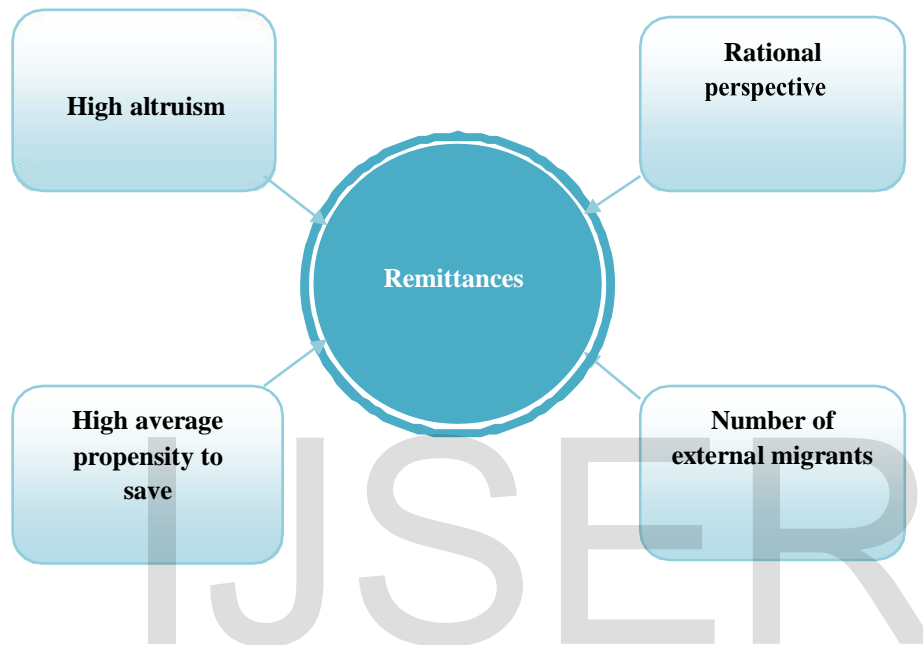 High altruism
Rational
perspective
Remittances
High average
propensity to
save
Number of
external migrants
IJSER